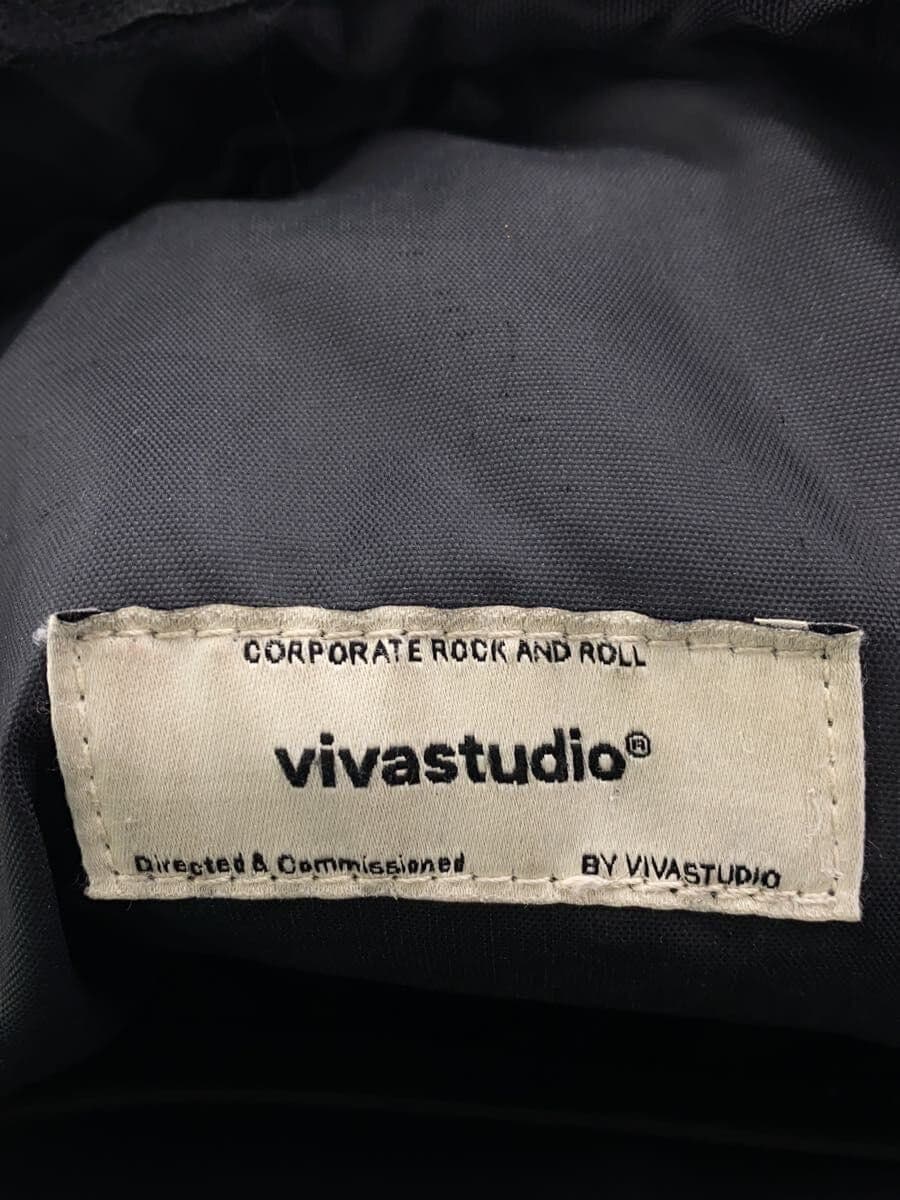 CORPORATE ROCK AND ROLL
vivastudio®
Directed & Commissioned BY VIVASTUDIO